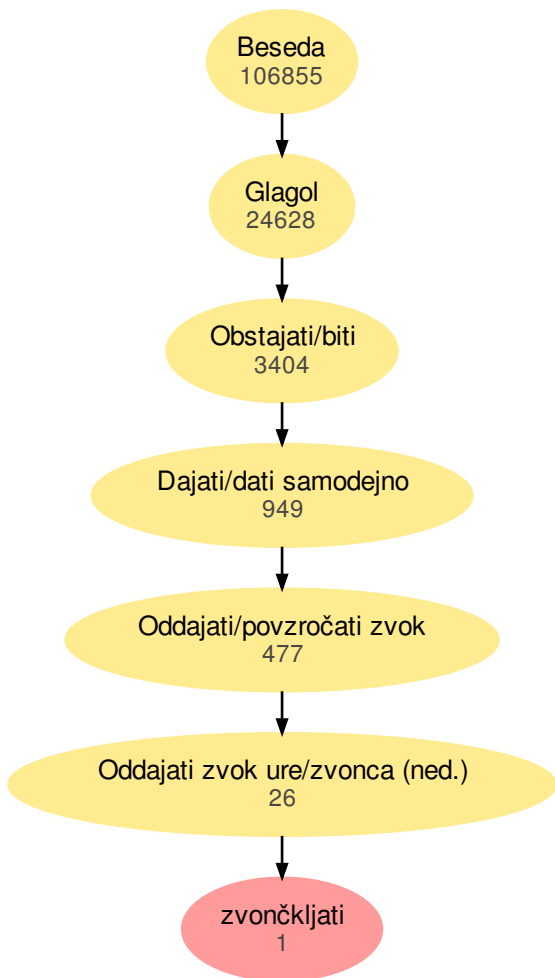 Beseda
106855
Glagol
24628
Obstajati/biti
3404
Dajati/dati samodejno
949
Oddajati/povzročati zvok
477
Oddajati zvok ure/zvonca (ned.)
26
zvončkljati
1